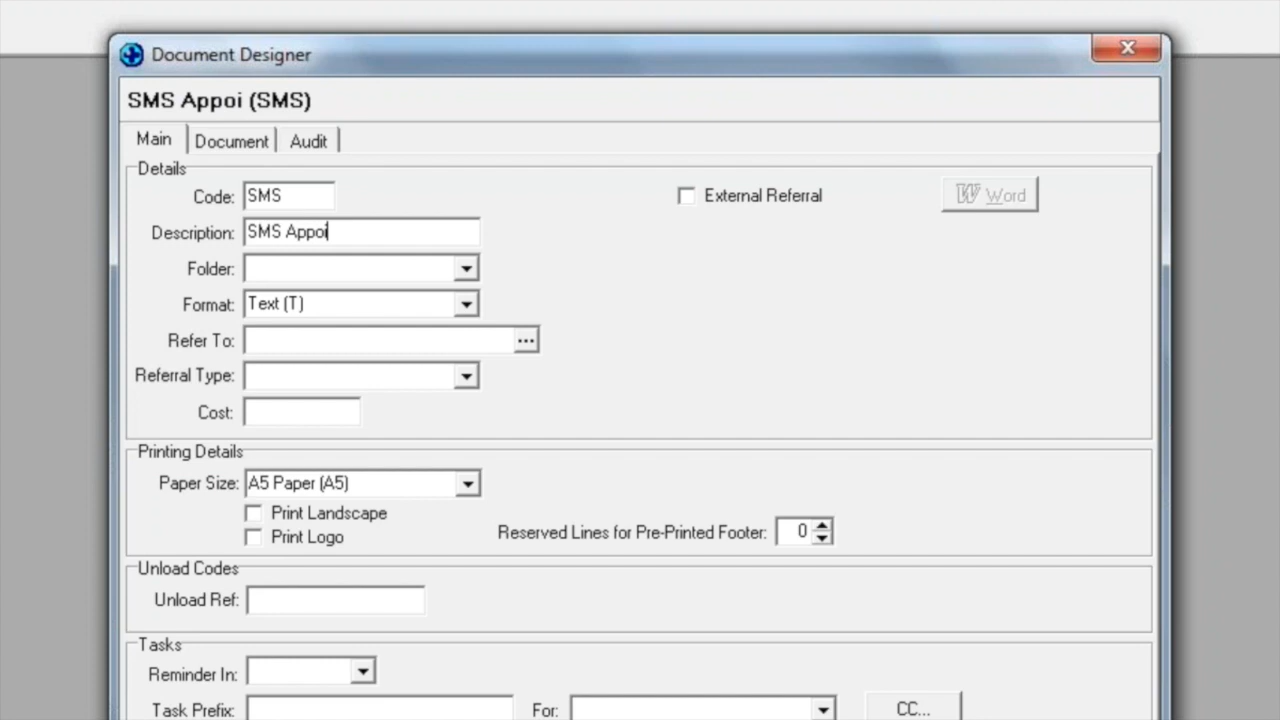 Document Designer
SMS Appoi (SMS)
Main Document Audit
Details
Code: SMS External Referral Word
Description: SMS Appoi
Folder:
Format: Text (T)
Refer To: ...
Referral Type:
Cost:
Printing Details
Paper Size: A5 Paper (A5)
Print Landscape
Print Logo Reserved Lines for Pre-Printed Footer: 0
Unload Codes
Unload Ref:
Tasks
Reminder In:
Task Prefix: For: CC...